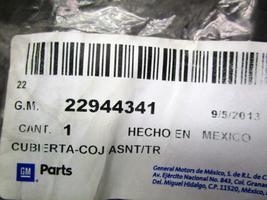 22
G.M. 22944341 9/5/2013
CANT. 1 HECHO EN MEXICO
CUBIERTA-COJ ASNT/TR
GM Parts
General Motors de México, S. de R.L. de C
Av. Ejército Nacional No. 843, Col. Grana
Del. Miguel Hidalgo, C.P. 11520, México